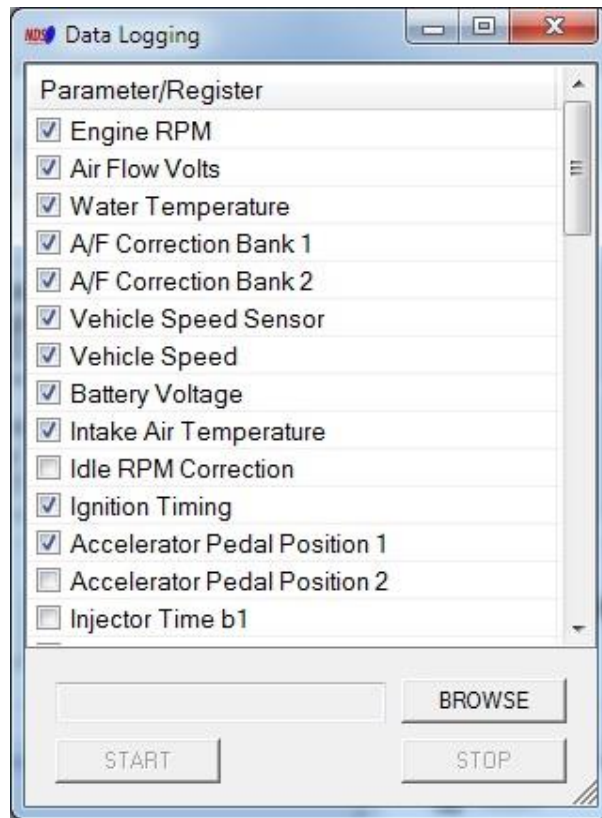 NDS Data Logging
Parameter/Register
Engine RPM
Air Flow Volts
Water Temperature
A/F Correction Bank 1
A/F Correction Bank 2
Vehicle Speed Sensor
Vehicle Speed
Battery Voltage
Intake Air Temperature
Idle RPM Correction
Ignition Timing
Accelerator Pedal Position 1
Accelerator Pedal Position 2
Injector Time b1
BROWSE
START STOP